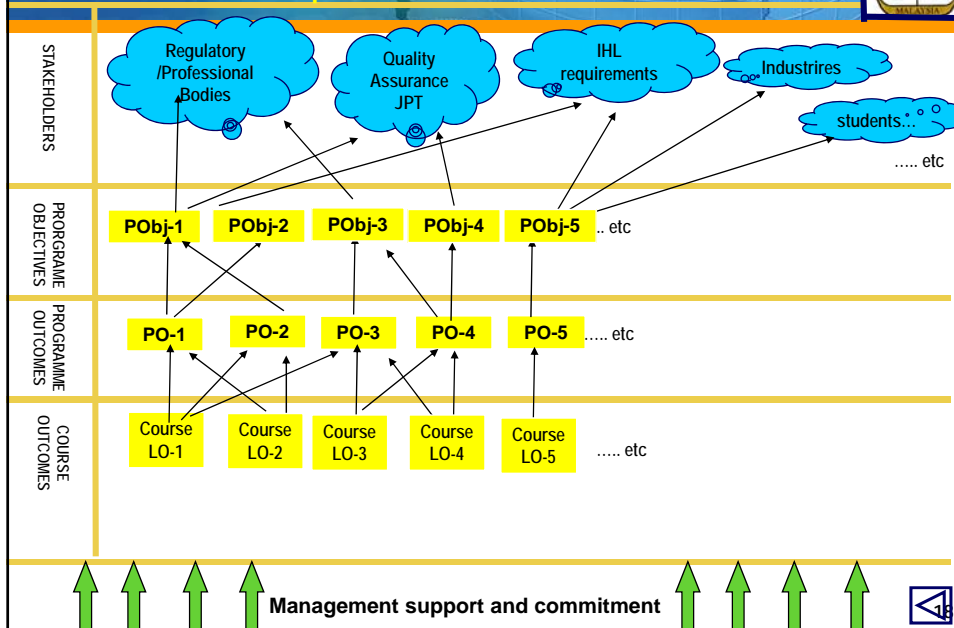 MALAYSIA
STAKEHOLDERS
Regulatory
/Professional
Bodies
Quality
Assurance
JPT
IHL
requirements
Industrires
students...
..... etc
PRORGRAME
OBJECTIVES
PObj-1
PObj-2
PObj-3
PObj-4
PObj-5
.. etc
PROGRAMME
OUTCOMES
PO-1
PO-2
PO-3
PO-4
PO-5
..... etc
COURSE
OUTCOMES
Course
LO-1
Course
LO-2
Course
LO-3
Course
LO-4
Course
LO-5
..... etc
Management support and commitment
18